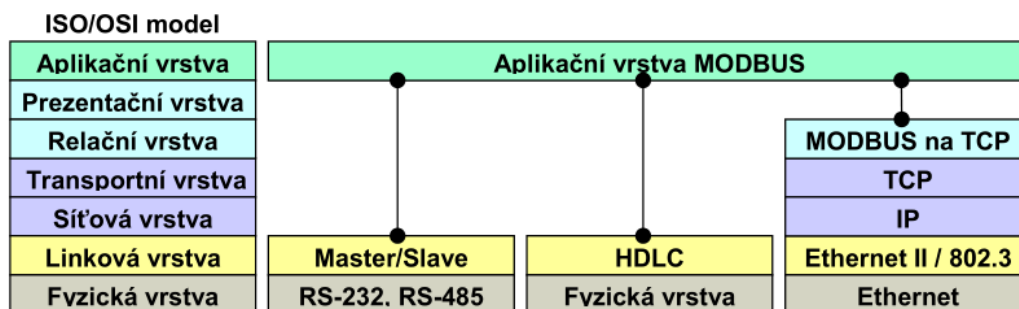 ISO/OSI model
Aplikační vrstva Aplikační vrstva MODBUS
Prezentační vrstva
Relační vrstva MODBUS na TCP
Transportní vrstva TCP
Síťová vrstva IP
Linková vrstva Master/Slave HDLC Ethernet II / 802.3
Fyzická vrstva RS-232, RS-485 Fyzická vrstva Ethernet